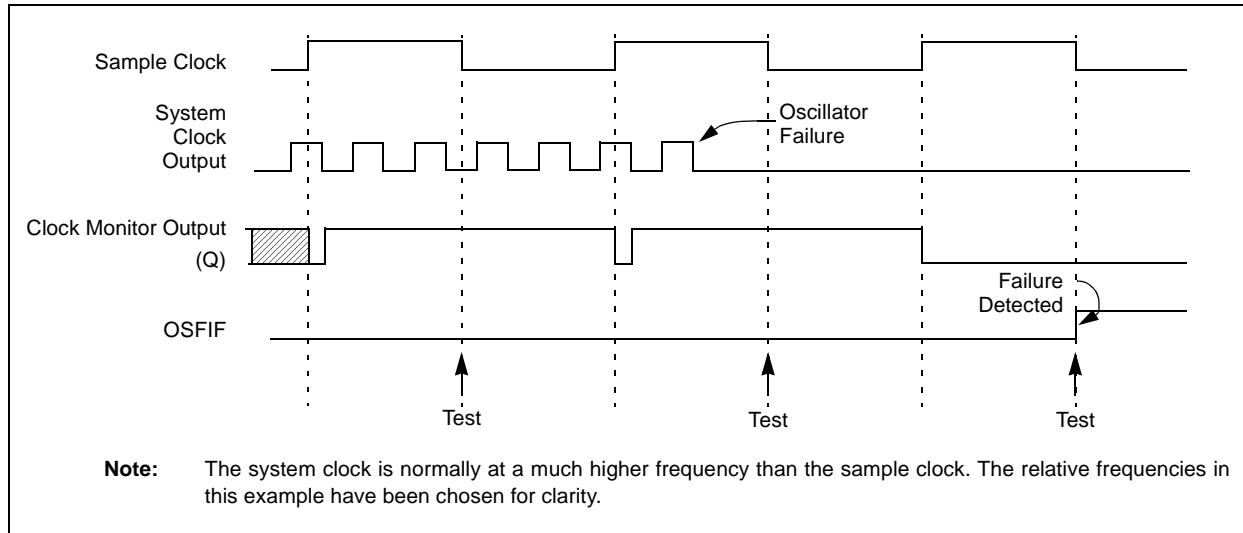 Sample Clock
System
Clock
Output
Oscillator
Failure
Clock Monitor Output
(Q)
Failure
Detected
OSFIF
Test
Test
Test
Note: The system clock is normally at a much higher frequency than the sample clock. The relative frequencies in
this example have been chosen for clarity.